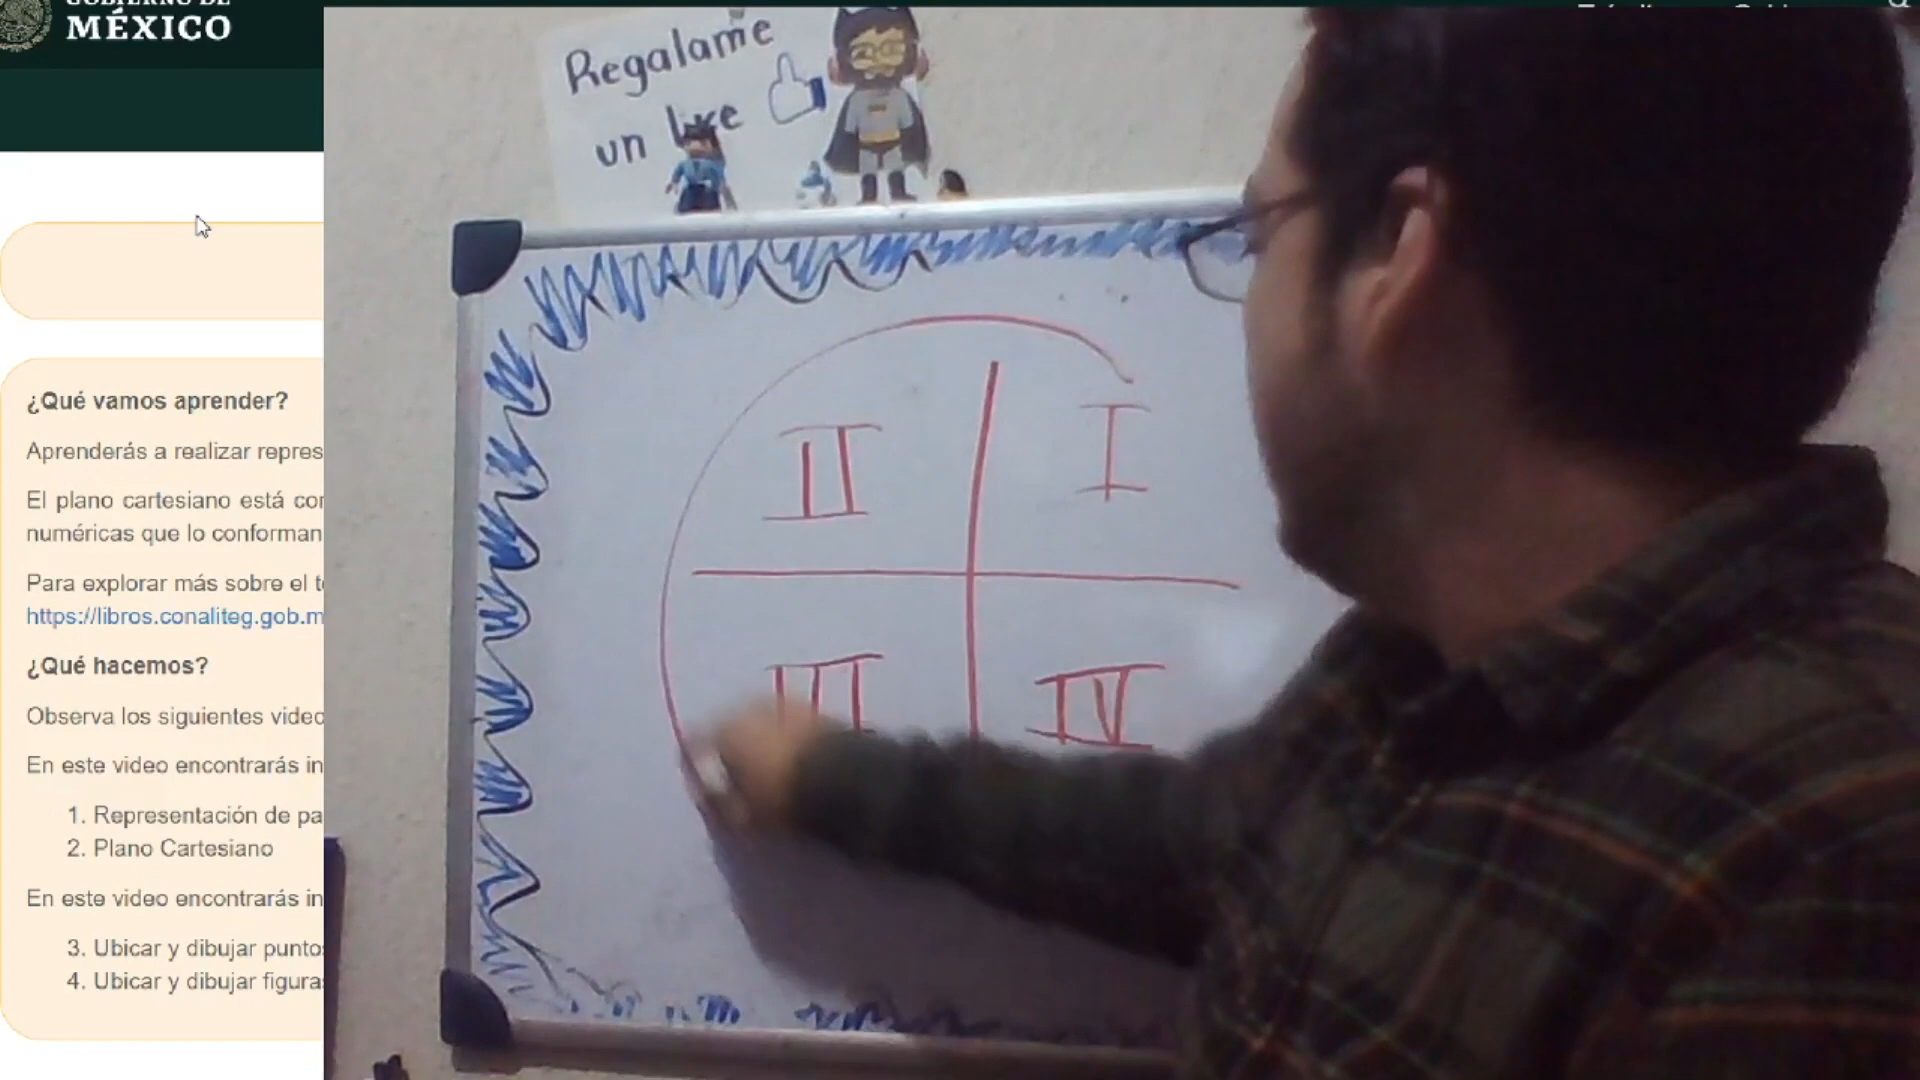 MÉXICO
¿Qué vamos aprender?
Aprenderás a realizar repres
El plano cartesiano está con
numéricas que lo conforman
Para explorar más sobre el t
https://libros.conaliteg.gob.m
¿Qué hacemos?
Observa los siguientes video
En este video encontrarás in
1. Representación de pa
2. Plano Cartesiano
En este video encontrarás in
3. Ubicar y dibujar punto
4. Ubicar y dibujar figura
Regalame
un like
II
I
III
IV